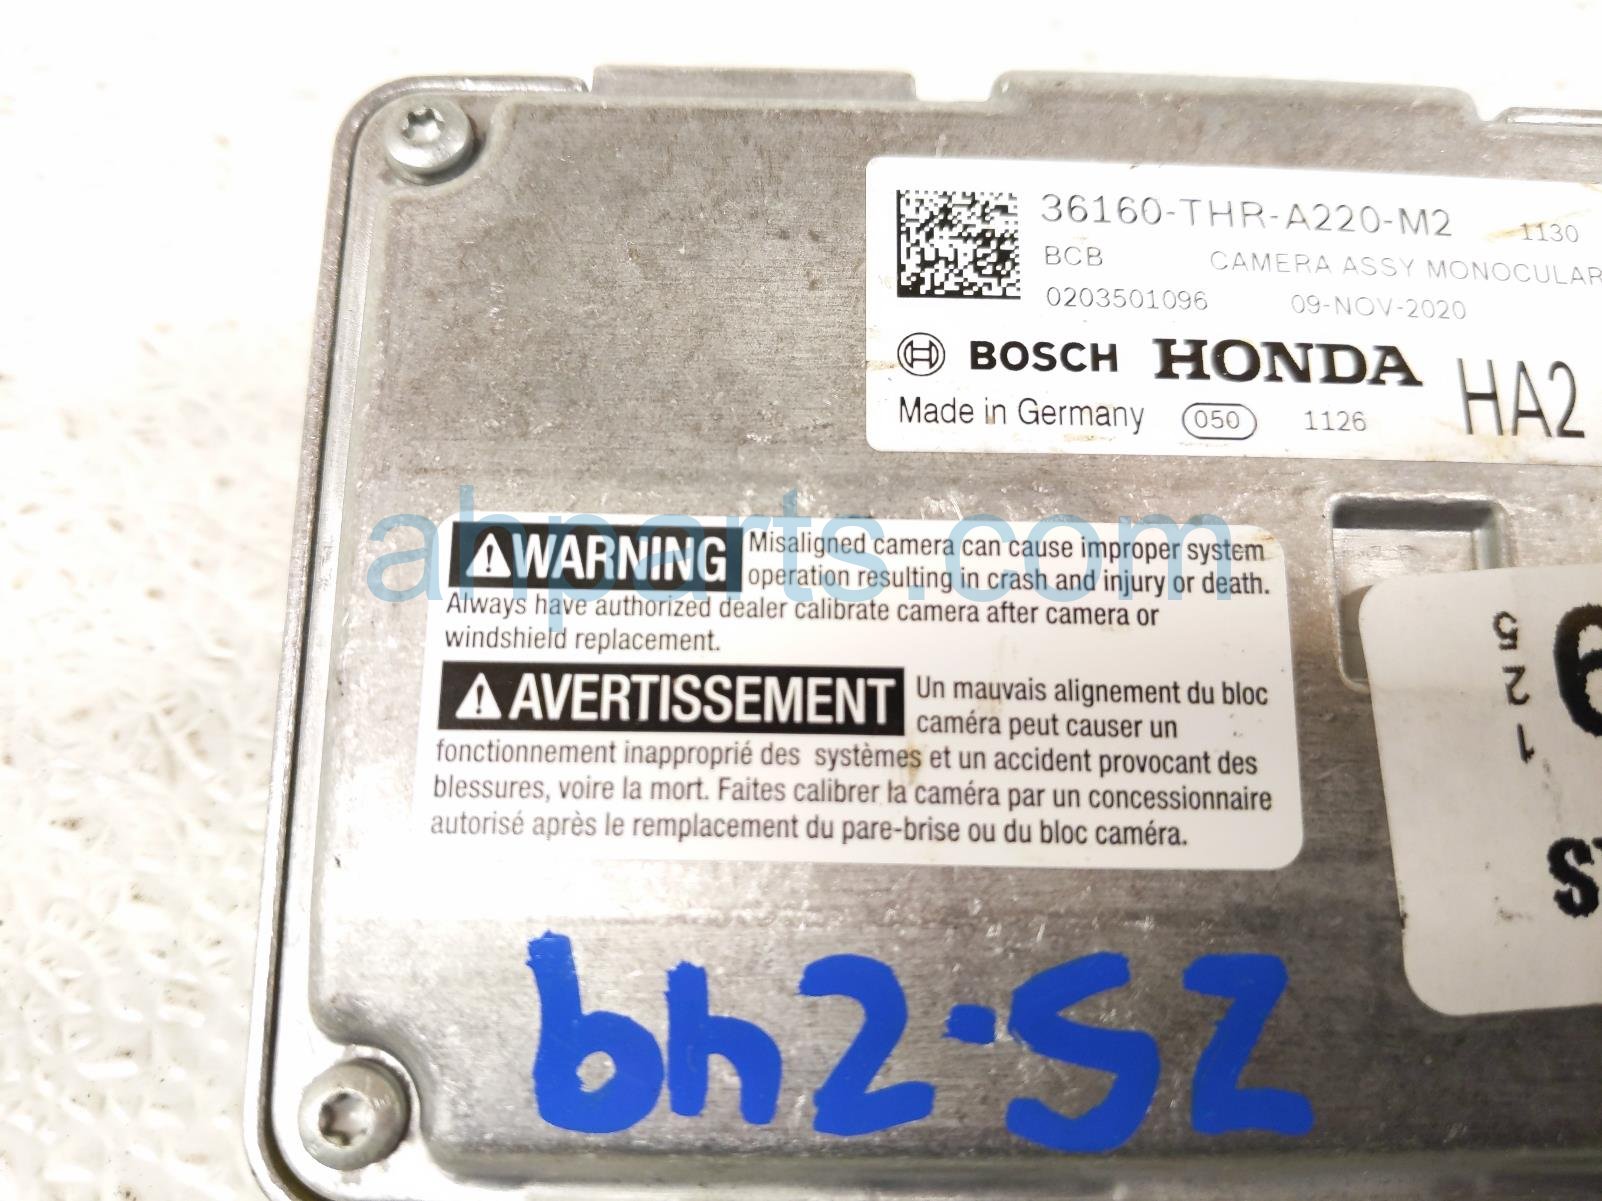 36160-THR-A220-M2 1130
BCB CAMERA ASSY MONOCULAR
0203501096 09-NOV-2020
BOSCH HONDA HA2
Made in Germany 050 1126
ahparts.com
WARNING Misaligned camera can cause improper system
operation resulting in crash and injury or death.
Always have authorized dealer calibrate camera after camera or
windshield replacement.
AVERTISSEMENT Un mauvais alignement du bloc
caméra peut causer un
fonctionnement inapproprié des systèmes et un accident provocant des
blessures, voire la mort. Faites calibrer la caméra par un concessionnaire
autorisé après le remplacement du pare-brise ou du bloc caméra.
125